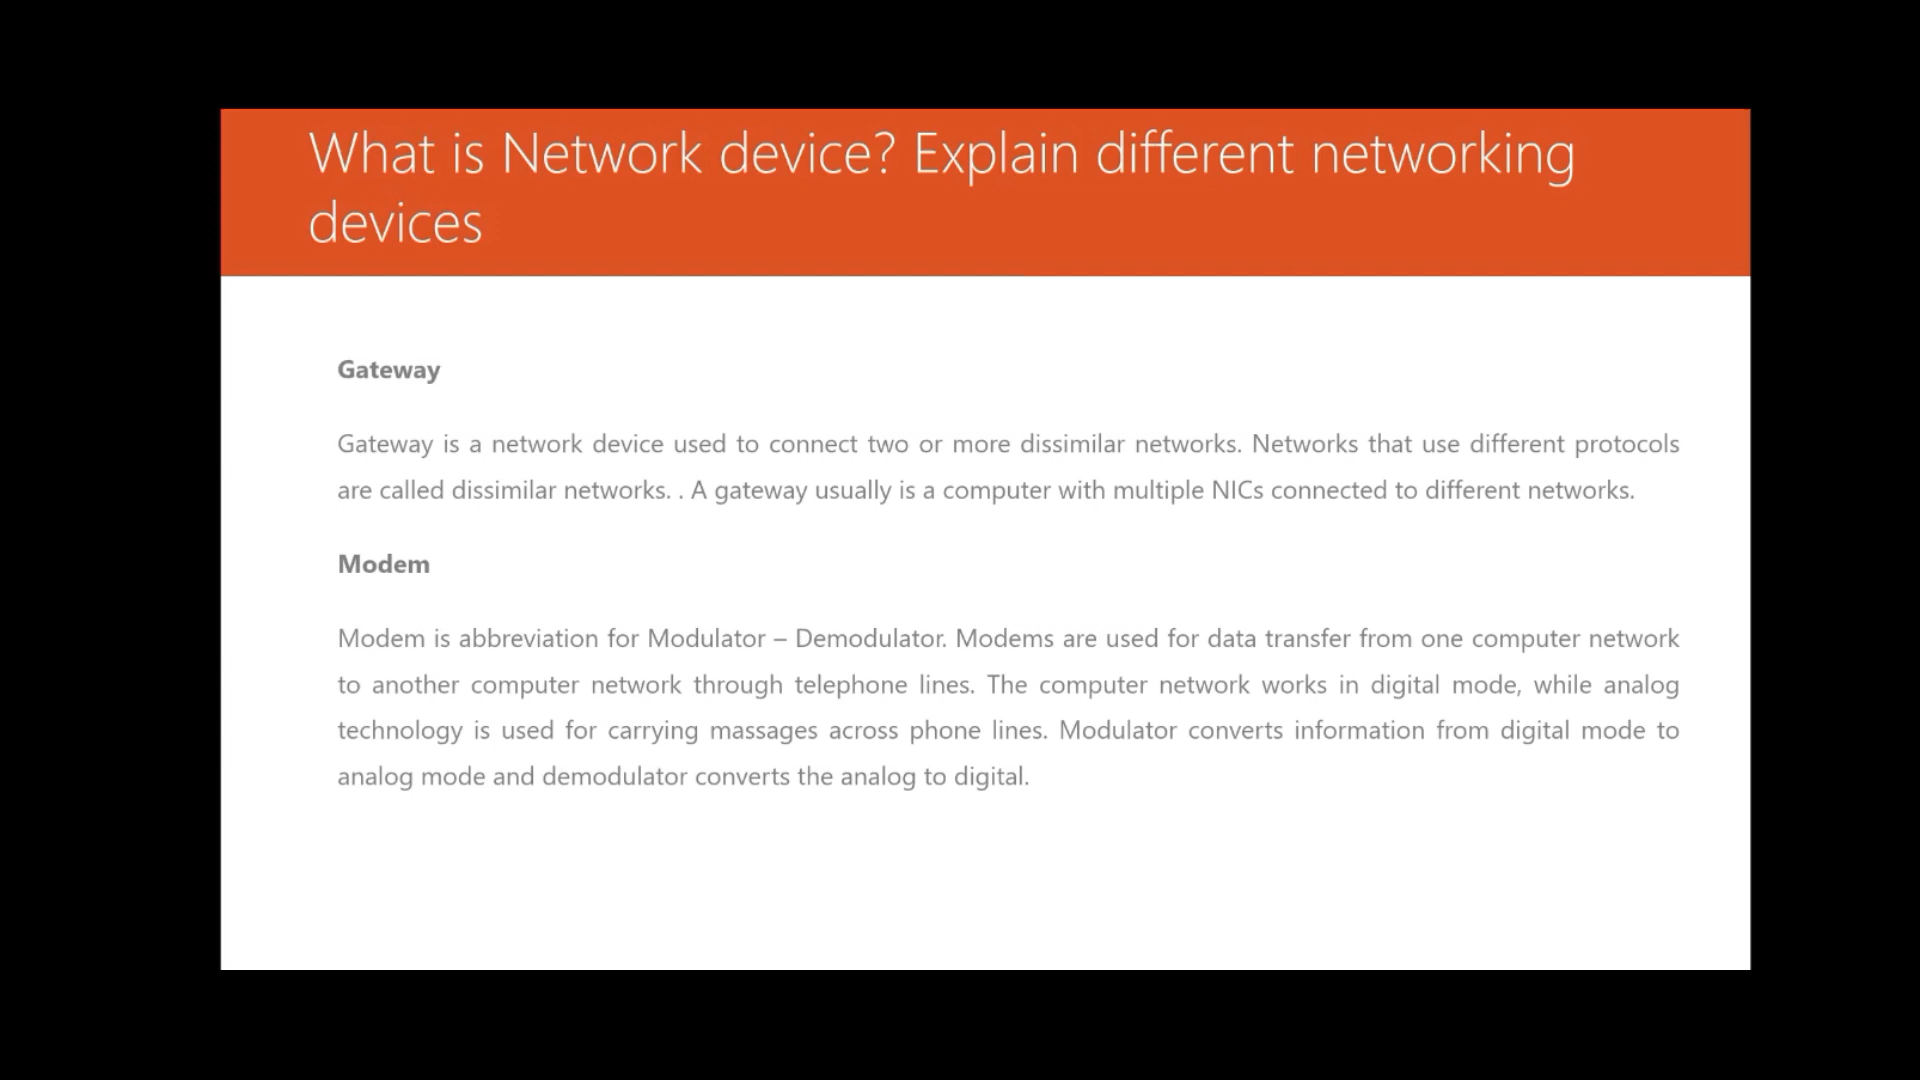 What is Network device? Explain different networking
devices
Gateway
Gateway is a network device used to connect two or more dissimilar networks. Networks that use different protocols
are called dissimilar networks. . A gateway usually is a computer with multiple NICs connected to different networks.
Modem
Modem is abbreviation for Modulator – Demodulator. Modems are used for data transfer from one computer network
to another computer network through telephone lines. The computer network works in digital mode, while analog
technology is used for carrying massages across phone lines. Modulator converts information from digital mode to
analog mode and demodulator converts the analog to digital.